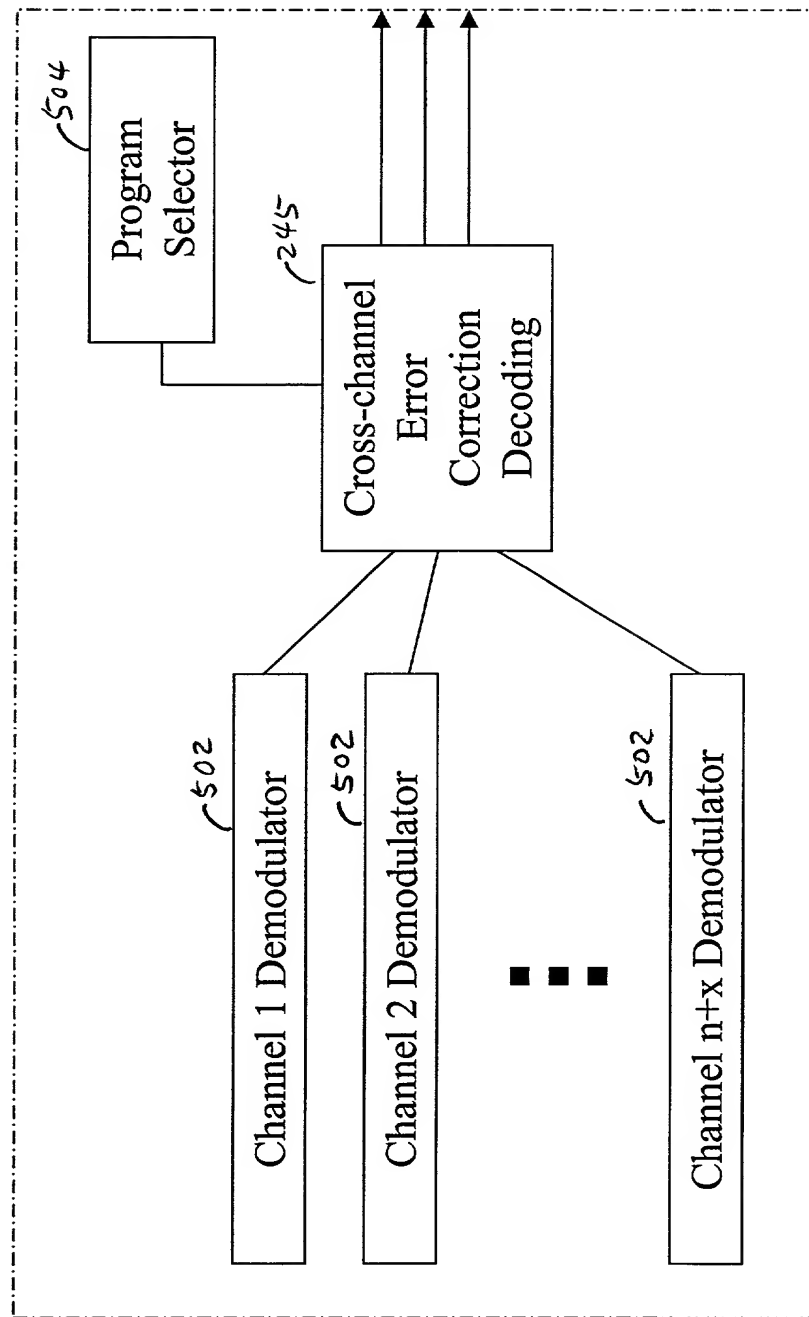 504
Program
Selector
245
Cross-channel
Error
Correction
Decoding
502
Channel 1 Demodulator
502
Channel 2 Demodulator
502
Channel n+x Demodulator